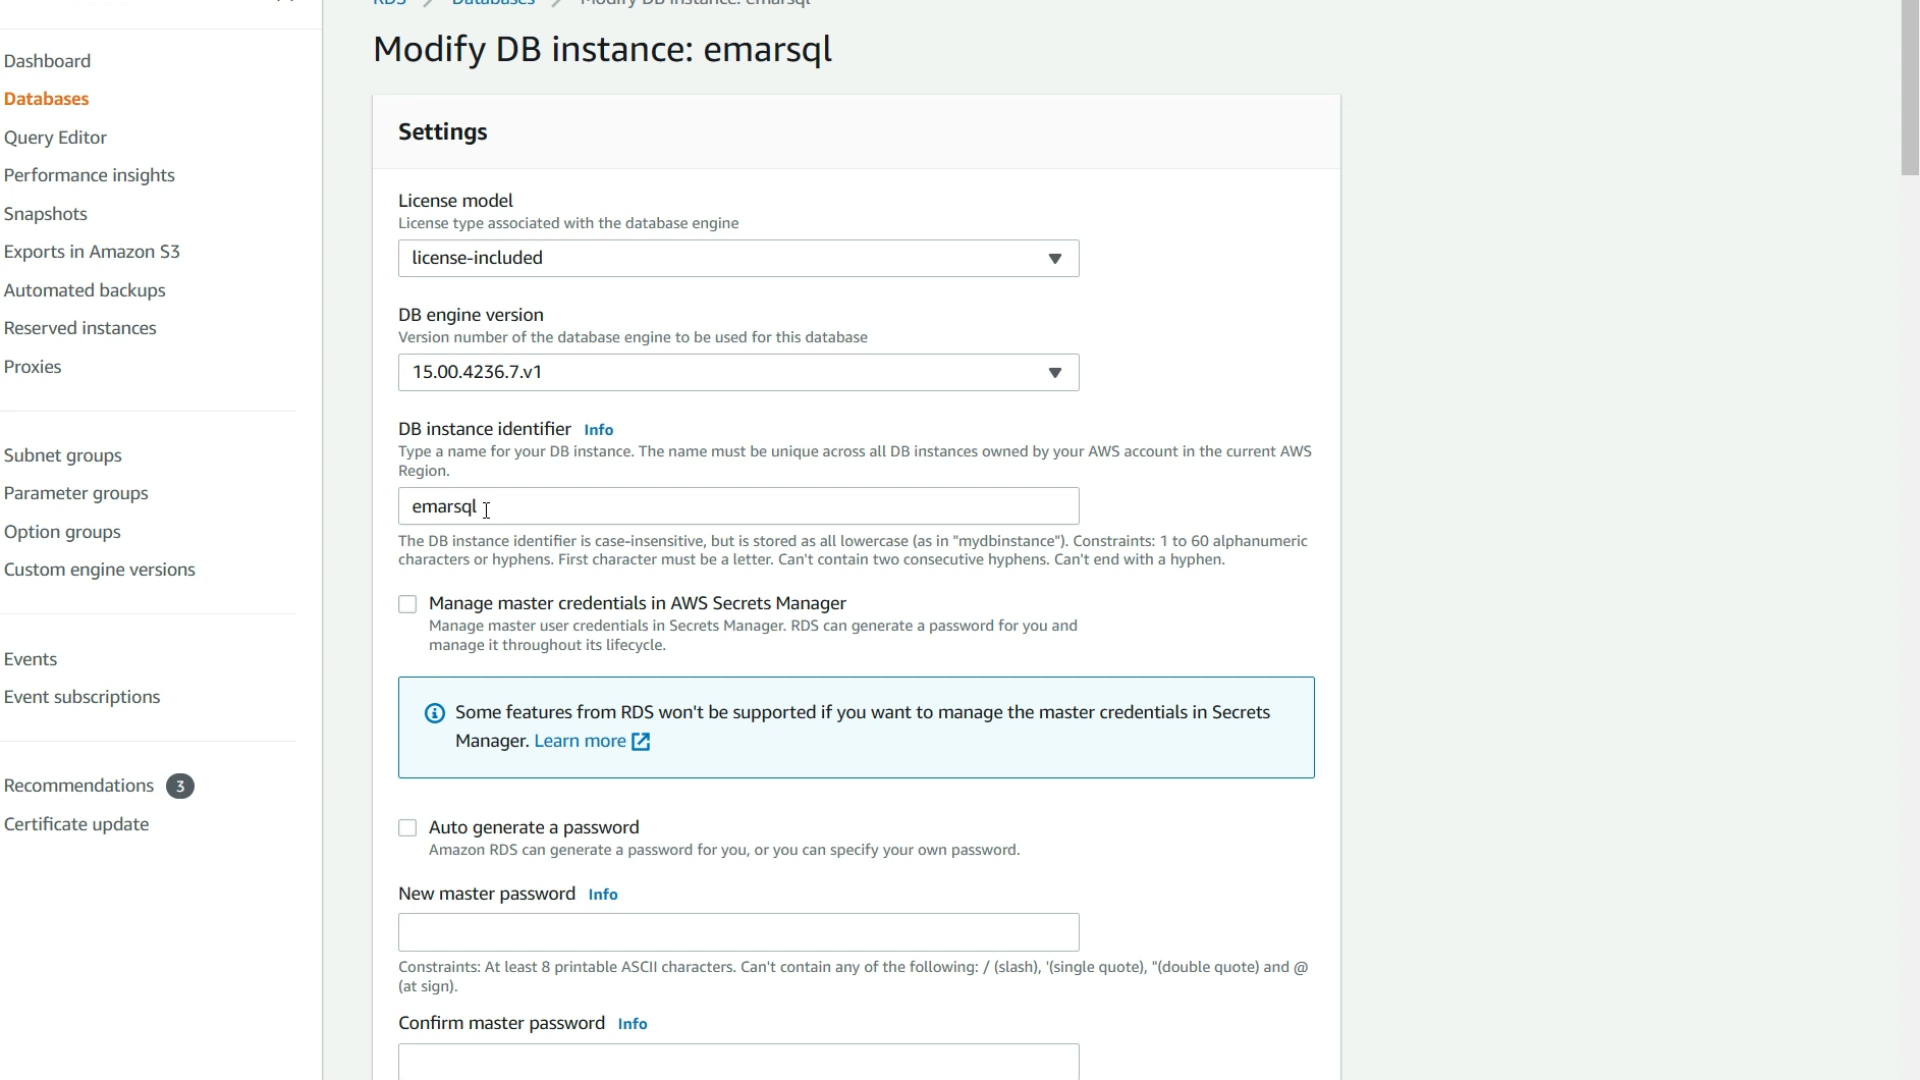 RDS Databases Modify DB instance: emarsql
Modify DB instance: emarsql
Dashboard
Databases
Query Editor
Performance insights
Snapshots
Exports in Amazon S3
Automated backups
Reserved instances
Proxies
Subnet groups
Parameter groups
Option groups
Custom engine versions
Events
Event subscriptions
Recommendations 3
Certificate update
Settings
License model
License type associated with the database engine
license-included
DB engine version
Version number of the database engine to be used for this database
15.00.4236.7.v1
DB instance identifier Info
Type a name for your DB instance. The name must be unique across all DB instances owned by your AWS account in the current AWS
Region.
emarsql
The DB instance identifier is case-insensitive, but is stored as all lowercase (as in "mydbinstance"). Constraints: 1 to 60 alphanumeric
characters or hyphens. First character must be a letter. Can't contain two consecutive hyphens. Can't end with a hyphen.
Manage master credentials in AWS Secrets Manager
Manage master user credentials in Secrets Manager. RDS can generate a password for you and
manage it throughout its lifecycle.
Some features from RDS won't be supported if you want to manage the master credentials in Secrets
Manager. Learn more
Auto generate a password
Amazon RDS can generate a password for you, or you can specify your own password.
New master password Info
Constraints: At least 8 printable ASCII characters. Can't contain any of the following: / (slash), '(single quote), "(double quote) and @
(at sign).
Confirm master password Info